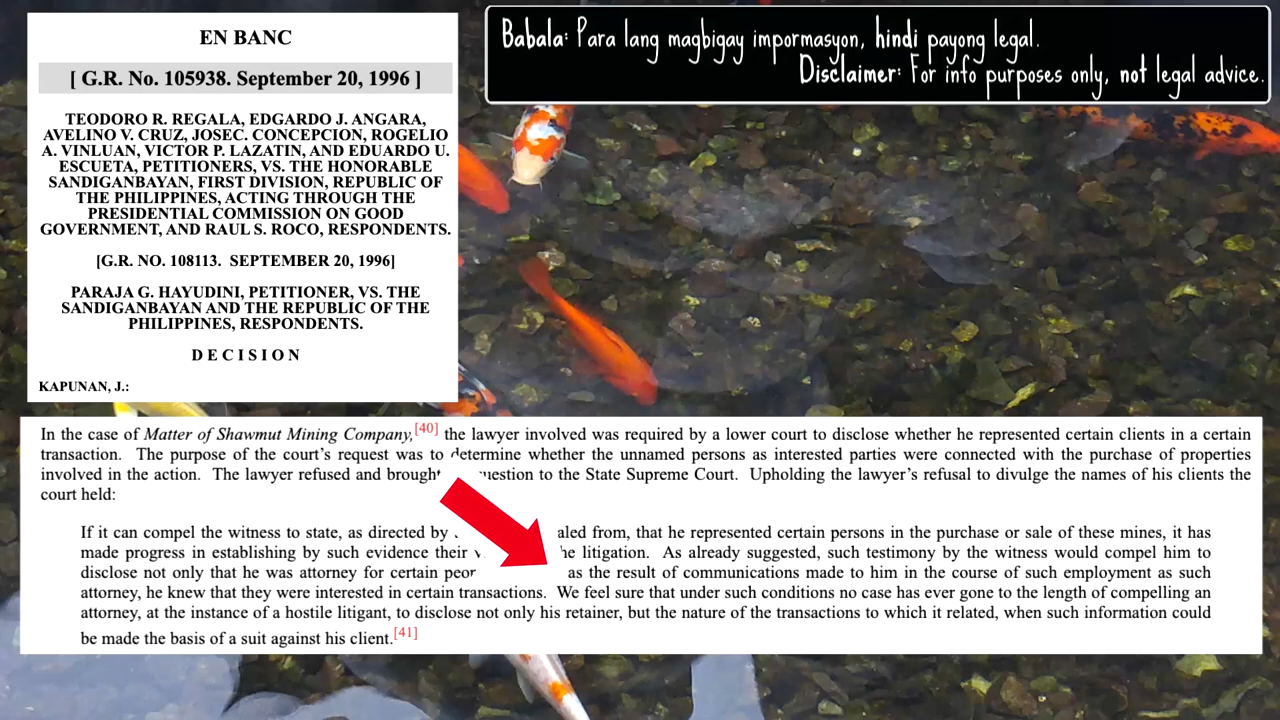 EN BANC
[ G.R. No. 105938. September 20, 1996 ]
TEODORO R. REGALA, EDGARDO J. ANGARA,
AVELINO V. CRUZ, JOSEC. CONCEPCION, ROGELIO
A. VINLUAN, VICTOR P. LAZATIN, AND EDUARDO U.
ESCUETA, PETITIONERS, VS. THE HONORABLE
SANDIGANBAYAN, FIRST DIVISION, REPUBLIC OF
THE PHILIPPINES, ACTING THROUGH THE
PRESIDENTIAL COMMISSION ON GOOD
GOVERNMENT, AND RAUL S. ROCO, RESPONDENTS.
[G.R. NO. 108113. SEPTEMBER 20, 1996]
PARAJA G. HAYUDINI, PETITIONER, VS. THE
SANDIGANBAYAN AND THE REPUBLIC OF THE
PHILIPPINES, RESPONDENTS.
D E C I S I O N
KAPUNAN, J.:
Babala: Para lang magbigay impormasyon, hindi payong legal.
Disclaimer: For info purposes only, not legal advice.
In the case of Matter of Shawmut Mining Company,[40] the lawyer involved was required by a lower court to disclose whether he represented certain clients in a certain
transaction. The purpose of the court's request was to determine whether the unnamed persons as interested parties were connected with the purchase of properties
involved in the action. The lawyer refused and brought to the State Supreme Court. Upholding the lawyer's refusal to divulge the names of his clients the
court held:
If it can compel the witness to state, as directed by from, that he represented certain persons in the purchase or sale of these mines, it has
made progress in establishing by such evidence their litigation. As already suggested, such testimony by the witness would compel him to
disclose not only that he was attorney for certain as the result of communications made to him in the course of such employment as such
attorney, he knew that they were interested in certain transactions. We feel sure that under such conditions no case has ever gone to the length of compelling an
attorney, at the instance of a hostile litigant, to disclose not only his retainer, but the nature of the transactions to which it related, when such information could
be made the basis of a suit against his client.[41]